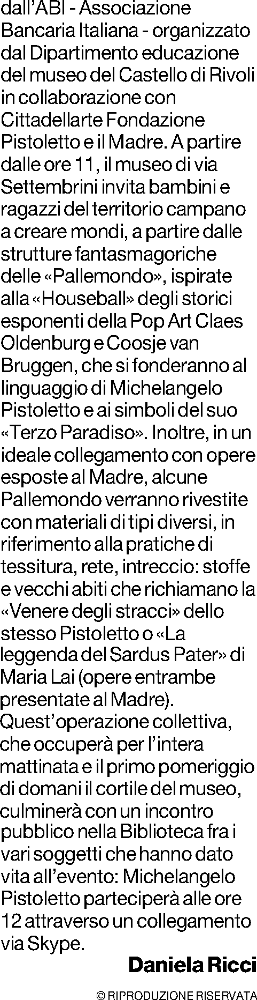 dall'ABI - Associazione
Bancaria Italiana - organizzato
dal Dipartimento educazione
del museo del Castello di Rivoli
in collaborazione con
Cittadellarte Fondazione
Pistoletto e il Madre. A partire
dalle ore 11, il museo di via
Settembrini invita bambini e
ragazzi del territorio campano
a creare mondi, a partire dalle
strutture fantasmagoriche
delle «Pallemondo», ispirate
alla «Houseball» degli storici
esponenti della Pop Art Claes
Oldenburg e Coosje van
Bruggen, che si fonderanno al
linguaggio di Michelangelo
Pistoletto e ai simboli del suo
«Terzo Paradiso». Inoltre, in un
ideale collegamento con opere
esposte al Madre, alcune
Pallemondo verranno rivestite
con materiali di tipi diversi, in
riferimento alla pratiche di
tessitura, rete, intreccio: stoffe
e vecchi abiti che richiamano la
«Venere degli stracci» dello
stesso Pistoletto o «La
leggenda del Sardus Pater» di
Maria Lai (opere entrambe
presentate al Madre).
Quest'operazione collettiva,
che occuperà per l'intera
mattinata e il primo pomeriggio
di domani il cortile del museo,
culminerà con un incontro
pubblico nella Biblioteca fra i
vari soggetti che hanno dato
vita all'evento: Michelangelo
Pistoletto parteciperà alle ore
12 attraverso un collegamento
via Skype.
Daniela Ricci
© RIPRODUZIONE RISERVATA